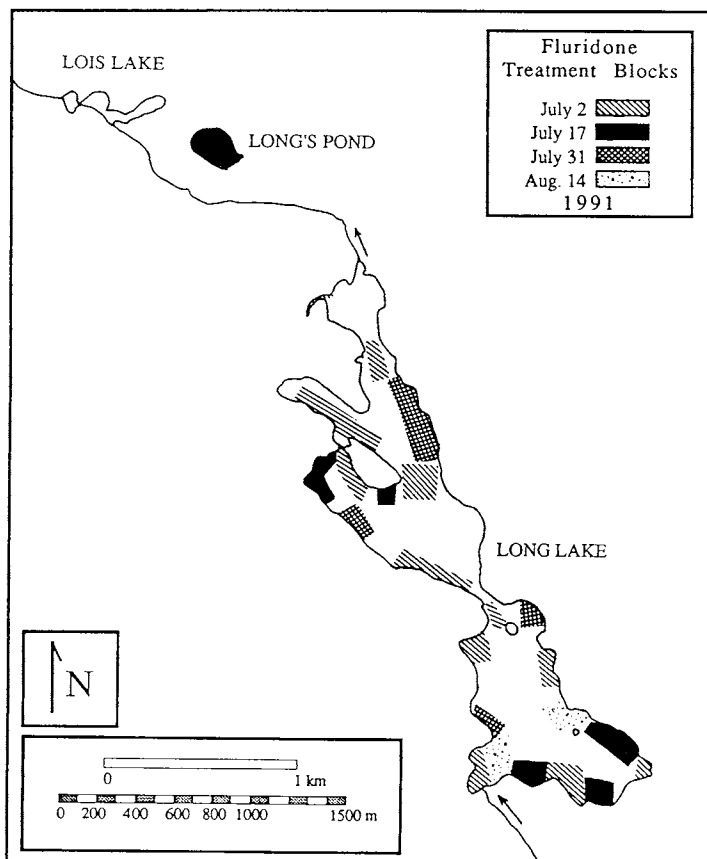 LOIS LAKE
LONG'S POND
Fluridone
Treatment Blocks
July 2
July 17
July 31
Aug. 14
1991
LONG LAKE
N
0 1 km
0 200 400 600 800 1000 1500 m